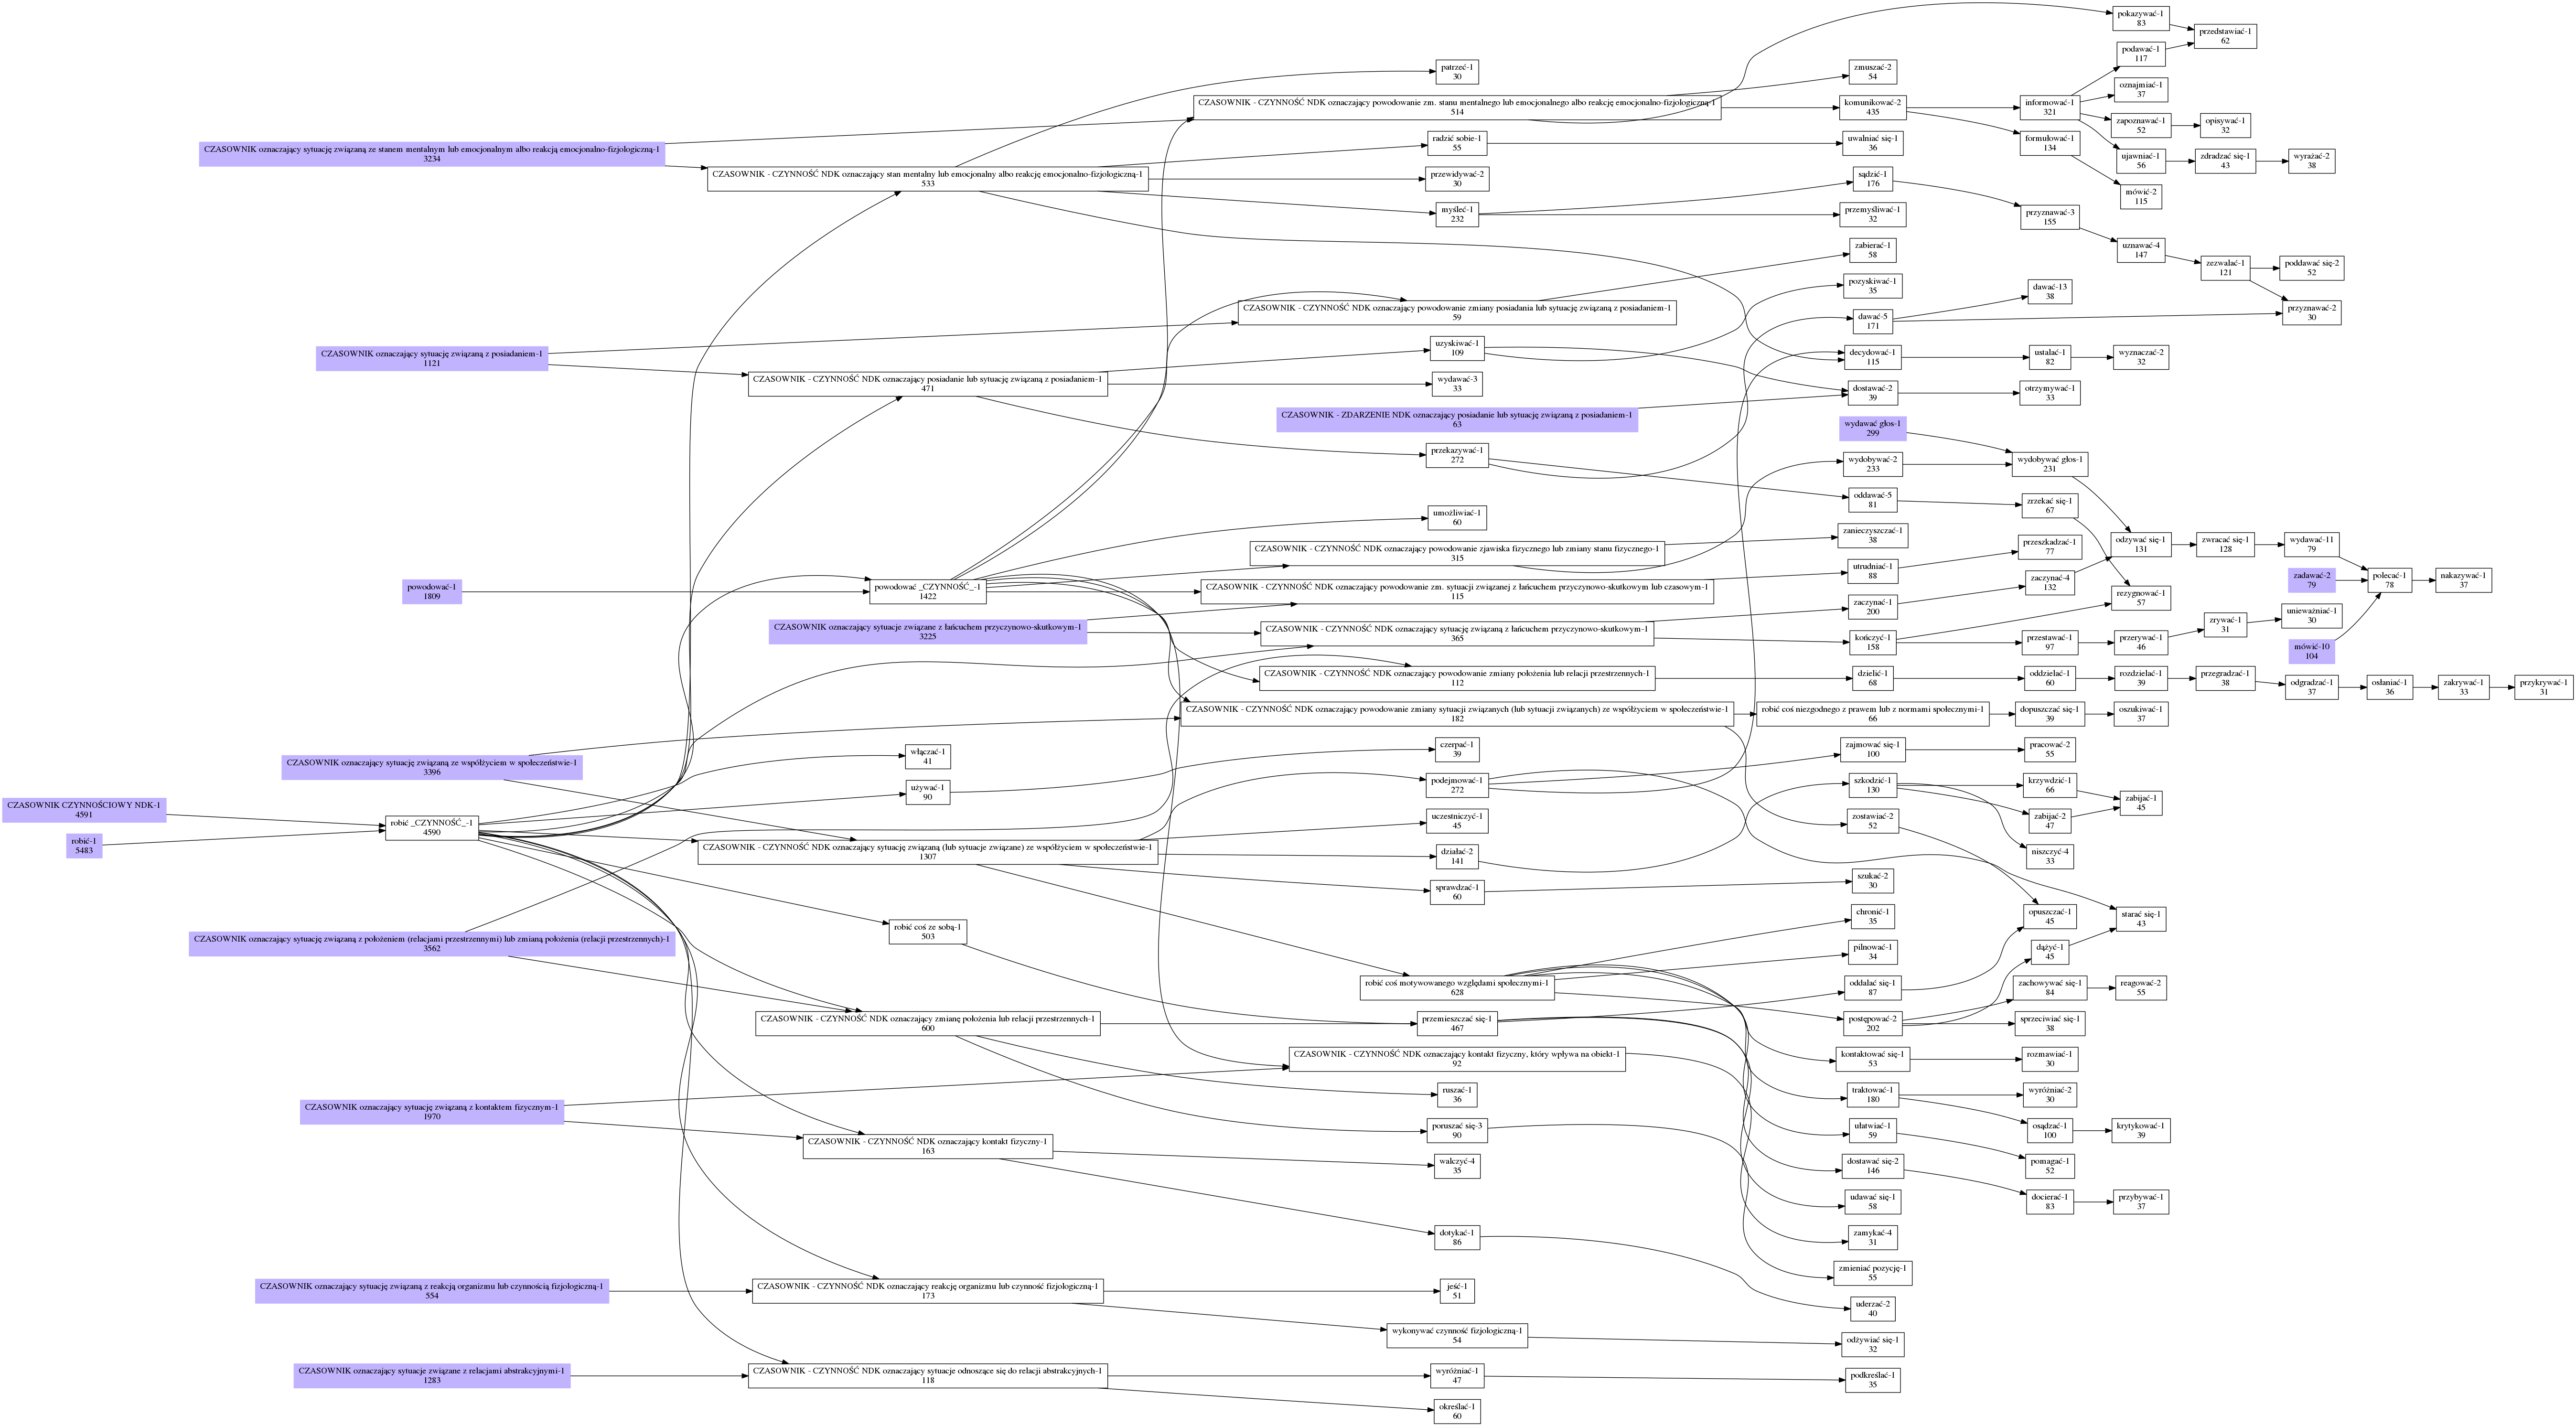 pokazywać-1
83
przedstawiać-1
62
podawać-1
117
patrzeć-1
30
zmuszać-2
54
oznajmiać-1
37
CZASOWNIK - CZYNNOŚĆ NDK oznaczający powodowanie zm. stanu mentalnego lub emocjonalnego albo reakcję emocjonalno-fizjologiczną-1
514
komunikować-2
435
informować-1
321
zapoznawać-1
52
opisywać-1
32
CZASOWNIK oznaczający sytuację związaną ze stanem mentalnym lub emocjonalnym albo reakcją emocjonalno-fizjologiczną-1
3234
radzić sobie-1
55
uwalniać się-1
36
formułować-1
134
ujawniać-1
56
zdradzać się-1
43
wyrażać-2
38
CZASOWNIK - CZYNNOŚĆ NDK oznaczający stan mentalny lub emocjonalny albo reakcję emocjonalno-fizjologiczną-1
533
przewidywać-2
30
sądzić-1
176
mówić-2
115
myśleć-1
232
przemyśliwać-1
32
przyznawać-3
155
uznawać-4
147
zabierać-1
58
zezwalać-1
121
poddawać się-2
52
pozyskiwać-1
35
dawać-13
38
CZASOWNIK - CZYNNOŚĆ NDK oznaczający powodowanie zmiany posiadania lub sytuację związaną z posiadaniem-1
59
dawać-5
171
przyznawać-2
30
CZASOWNIK oznaczający sytuację związaną z posiadaniem-1
1121
uzyskiwać-1
109
decydować-1
115
ustalać-1
82
wyznaczać-2
32
CZASOWNIK - CZYNNOŚĆ NDK oznaczający posiadanie lub sytuację związaną z posiadaniem-1
471
wydawać-3
33
dostawać-2
39
otrzymywać-1
33
CZASOWNIK - ZDARZENIE NDK oznaczający posiadanie lub sytuację związaną z posiadaniem-1
63
wydawać głos-1
299
przekazywać-1
272
wydobywać-2
233
wydobywać głos-1
231
oddawać-5
81
zrzekać się-1
67
umożliwiać-1
60
zanieczyszczać-1
38
CZASOWNIK - CZYNNOŚĆ NDK oznaczający powodowanie zjawiska fizycznego lub zmiany stanu fizycznego-1
315
przeszkadzać-1
77
odzywać się-1
131
zwracać się-1
128
wydawać-11
79
powodować-1
1809
powodować _CZYNNOŚĆ_-1
1422
CZASOWNIK - CZYNNOŚĆ NDK oznaczający powodowanie zm. sytuacji związanej z łańcuchem przyczynowo-skutkowym lub czasowym-1
115
utrudniać-1
88
zaczynać-4
132
zadawać-2
79
polecać-1
78
nakazywać-1
37
zaczynać-1
200
rezygnować-1
57
CZASOWNIK oznaczający sytuacje związane z łańcuchem przyczynowo-skutkowym-1
3225
CZASOWNIK - CZYNNOŚĆ NDK oznaczający sytuację związaną z łańcuchem przyczynowo-skutkowym-1
365
kończyć-1
158
przestawać-1
97
przerywać-1
46
zrywać-1
31
unieważniać-1
30
mówić-10
104
CZASOWNIK - CZYNNOŚĆ NDK oznaczający powodowanie zmiany położenia lub relacji przestrzennych-1
112
dzielić-1
68
oddzielać-1
60
rozdzielać-1
39
przegradzać-1
38
odgradzać-1
37
osłaniać-1
36
zakrywać-1
33
przykrywać-1
31
CZASOWNIK - CZYNNOŚĆ NDK oznaczający powodowanie zmiany sytuacji związanych (lub sytuacji związanych) ze współżyciem w społeczeństwie-1
182
robić coś niezgodnego z prawem lub z normami społecznymi-1
66
dopuszczać się-1
39
oszukiwać-1
37
CZASOWNIK oznaczający sytuację związaną ze współżyciem w społeczeństwie-1
3396
włączać-1
41
czerpać-1
39
zajmować się-1
100
pracować-2
55
używać-1
90
podejmować-1
272
szkodzić-1
130
krzywdzić-1
66
zabijać-1
45
CZASOWNIK CZYNNOŚCIOWY NDK-1
4591
robić _CZYNNOŚĆ_-1
4590
uczestniczyć-1
45
zostawiać-2
52
zabijać-2
47
robić-1
5483
CZASOWNIK - CZYNNOŚĆ NDK oznaczający sytuację związaną (lub sytuacje związane) ze współżyciem w społeczeństwie-1
1307
działać-2
141
niszczyć-4
33
sprawdzać-1
60
szukać-2
30
robić coś ze sobą-1
503
chronić-1
35
opuszczać-1
45
starać się-1
43
CZASOWNIK oznaczający sytuację związaną z położeniem (relacjami przestrzennymi) lub zmianą położenia (relacji przestrzennych)-1
3562
pilnować-1
34
dążyć-1
45
robić coś motywowanego względami społecznymi-1
628
oddalać się-1
87
zachowywać się-1
84
reagować-2
55
CZASOWNIK - CZYNNOŚĆ NDK oznaczający zmianę położenia lub relacji przestrzennych-1
600
przemieszczać się-1
467
postępować-2
202
sprzeciwiać się-1
38
CZASOWNIK - CZYNNOŚĆ NDK oznaczający kontakt fizyczny, który wpływa na obiekt-1
92
kontaktować się-1
53
rozmawiać-1
30
CZASOWNIK oznaczający sytuację związaną z kontaktem fizycznym-1
1970
ruszać-1
36
traktować-1
180
wyróżniać-2
30
poruszać się-3
90
ułatwiać-1
59
osądzać-1
100
krytykować-1
39
CZASOWNIK - CZYNNOŚĆ NDK oznaczający kontakt fizyczny-1
163
walczyć-4
35
dostawać się-2
146
pomagać-1
52
udawać się-1
58
docierać-1
83
przybywać-1
37
dotykać-1
86
zamykać-4
31
zmieniać pozycję-1
55
CZASOWNIK oznaczający sytuację związaną z reakcją organizmu lub czynnością fizjologiczną-1
554
CZASOWNIK - CZYNNOŚĆ NDK oznaczający reakcję organizmu lub czynność fizjologiczną-1
173
jeść-1
51
uderzać-2
40
wykonywać czynność fizjologiczną-1
54
odżywiać się-1
32
CZASOWNIK oznaczający sytuacje związane z relacjami abstrakcyjnymi-1
1283
CZASOWNIK - CZYNNOŚĆ NDK oznaczający sytuacje odnoszące się do relacji abstrakcyjnych-1
118
wyróżniać-1
47
podkreślać-1
35
określać-1
60